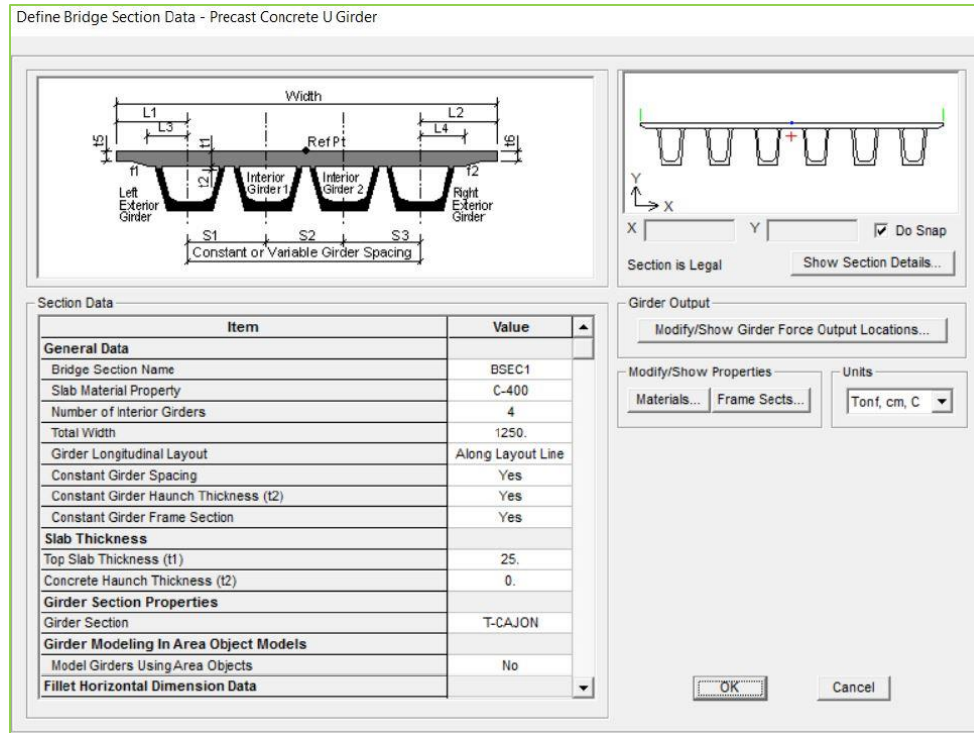 Define Bridge Section Data - Precast Concrete U Girder
Width
L1
L2
L3
L4
t5
t1
Ref Pt
t6
f1
t2
Interior
Girder 1
Interior
Girder 2
f2
Left
Exterior
Girder
Right
Exterior
Girder
S1
S2
S3
Constant or Variable Girder Spacing
Y
X
X
Y
Do Snap
Section is Legal
Show Section Details...
Section Data
Item Value
General Data
Bridge Section Name BSEC1
Slab Material Property C-400
Number of Interior Girders 4
Total Width 1250.
Girder Longitudinal Layout Along Layout Line
Constant Girder Spacing Yes
Constant Girder Haunch Thickness (t2) Yes
Constant Girder Frame Section Yes
Slab Thickness
Top Slab Thickness (t1) 25.
Concrete Haunch Thickness (t2) 0.
Girder Section Properties
Girder Section T-CAJON
Girder Modeling In Area Object Models
Model Girders Using Area Objects No
Fillet Horizontal Dimension Data
Girder Output
Modify/Show Girder Force Output Locations...
Modify/Show Properties
Materials... Frame Sects...
Units
Tonf, cm, C
OK Cancel